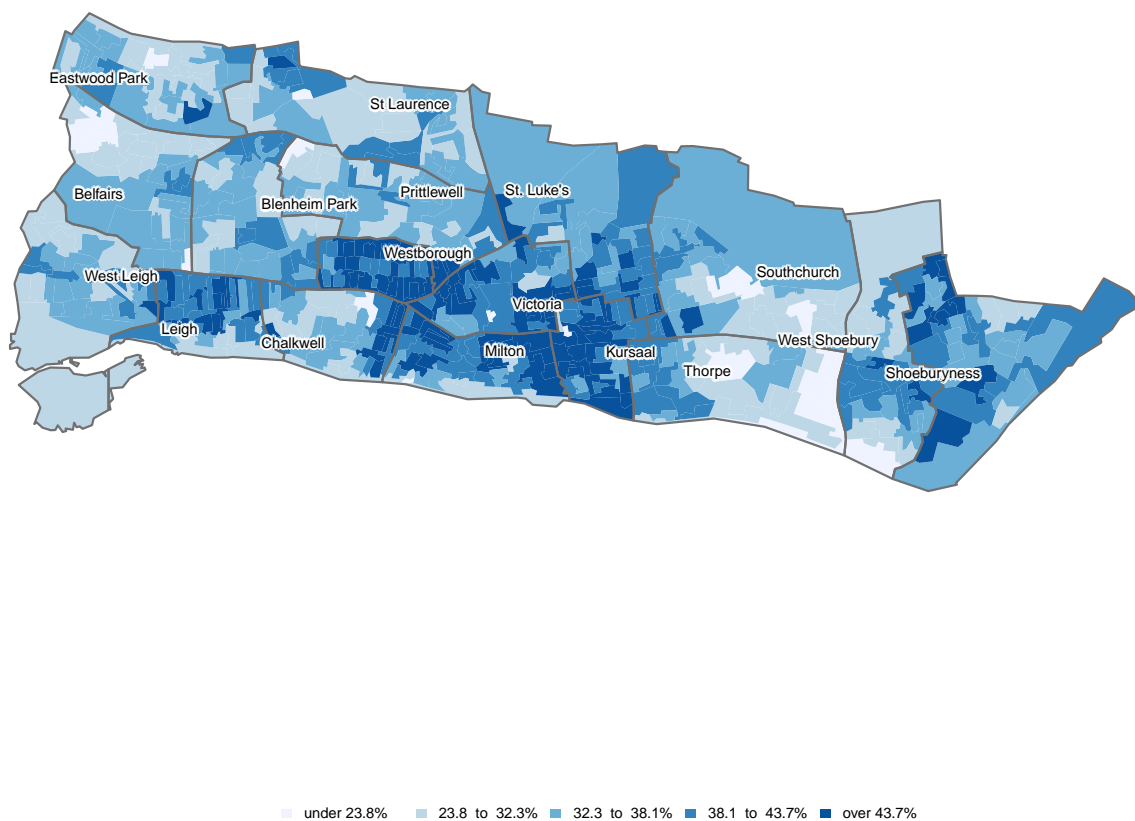 Eastwood Park
St Laurence
Belfairs
Blenheim Park
Prittlewell
St. Luke's
Westborough
West Leigh
Southchurch
Victoria
Leigh
Chalkwell
Milton
Kursaal
West Shoebury
Thorpe
Shoeburyness
under 23.8% 23.8 to 32.3% 32.3 to 38.1% 38.1 to 43.7% over 43.7%